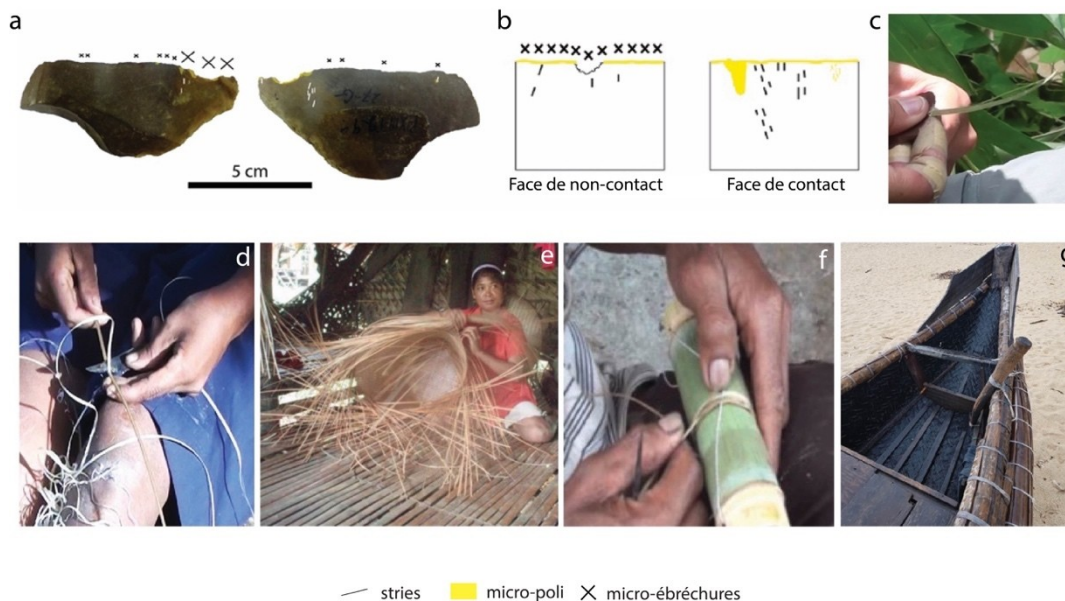 a
b
c
5 cm
Face de non-contact
Face de contact
d
e
f
g
stries
micro-poli
micro-ébréchures